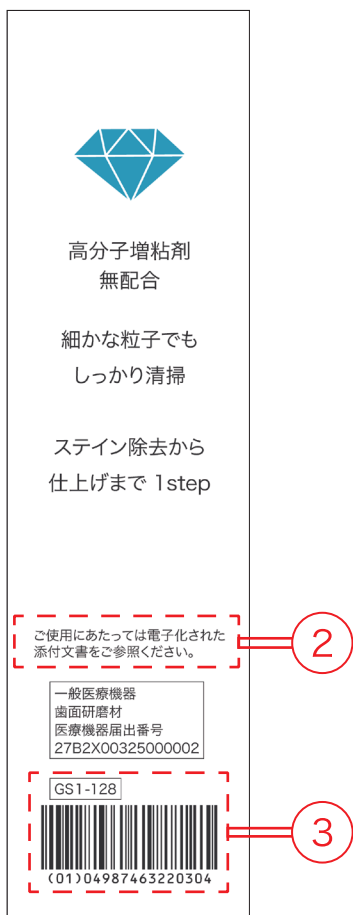 高分子増粘剤
無配合
細かな粒子でも
しっかり清掃
ステイン除去から
仕上げまで 1step
ご使用にあたっては電子化された
添付文書をご参照ください。
②
一般医療機器
歯面研磨材
医療機器届出番号
27B2X00325000002
GS1-128
③
(01)04987463220304